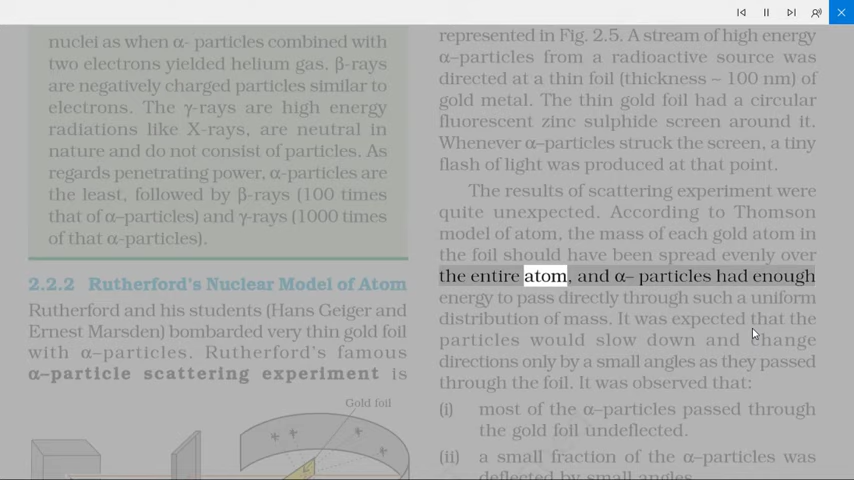 nuclei as when α- particles combined with
two electrons yielded helium gas. β-rays
are negatively charged particles similar to
electrons. The γ-rays are high energy
radiations like X-rays, are neutral in
nature and do not consist of particles. As
regards penetrating power, α-particles are
the least, followed by β-rays (100 times
that of α–particles) and γ-rays (1000 times
of that α-particles).
2.2.2 Rutherford's Nuclear Model of Atom
Rutherford and his students (Hans Geiger and
Ernest Marsden) bombarded very thin gold foil
with α–particles. Rutherford's famous
α–particle scattering experiment is
Gold foil
represented in Fig. 2.5. A stream of high energy
α–particles from a radioactive source was
directed at a thin foil (thickness ~ 100 nm) of
gold metal. The thin gold foil had a circular
fluorescent zinc sulphide screen around it.
Whenever α–particles struck the screen, a tiny
flash of light was produced at that point.
The results of scattering experiment were
quite unexpected. According to Thomson
model of atom, the mass of each gold atom in
the foil should have been spread evenly over
the entire atom, and α– particles had enough
energy to pass directly through such a uniform
distribution of mass. It was expected that the
particles would slow down and change
directions only by a small angles as they passed
through the foil. It was observed that:
(i) most of the α–particles passed through
the gold foil undeflected.
(ii) a small fraction of the α–particles was
deflected by small angles.